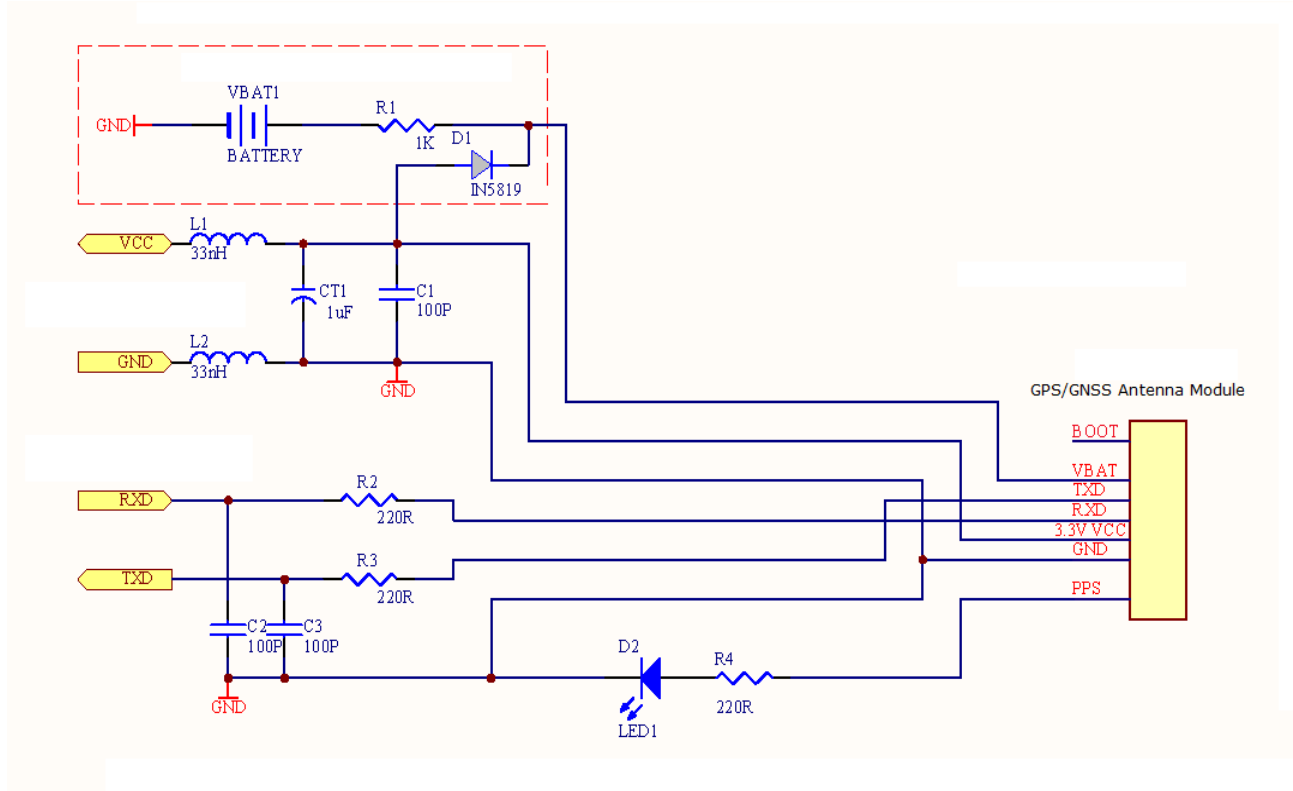 VBAT1
GND
BATTERY
R1
1K
D1
IN5819
L1
VCC
33nH
CT1
1uF
C1
100P
L2
GND
33nH
GND
GPS/GNSS Antenna Module
BOOT
VBAT
TXD
RXD
3.3V VCC
GND
PPS
RXD
R2
220R
TXD
R3
220R
C2
100P
C3
100P
GND
D2
LED1
R4
220R